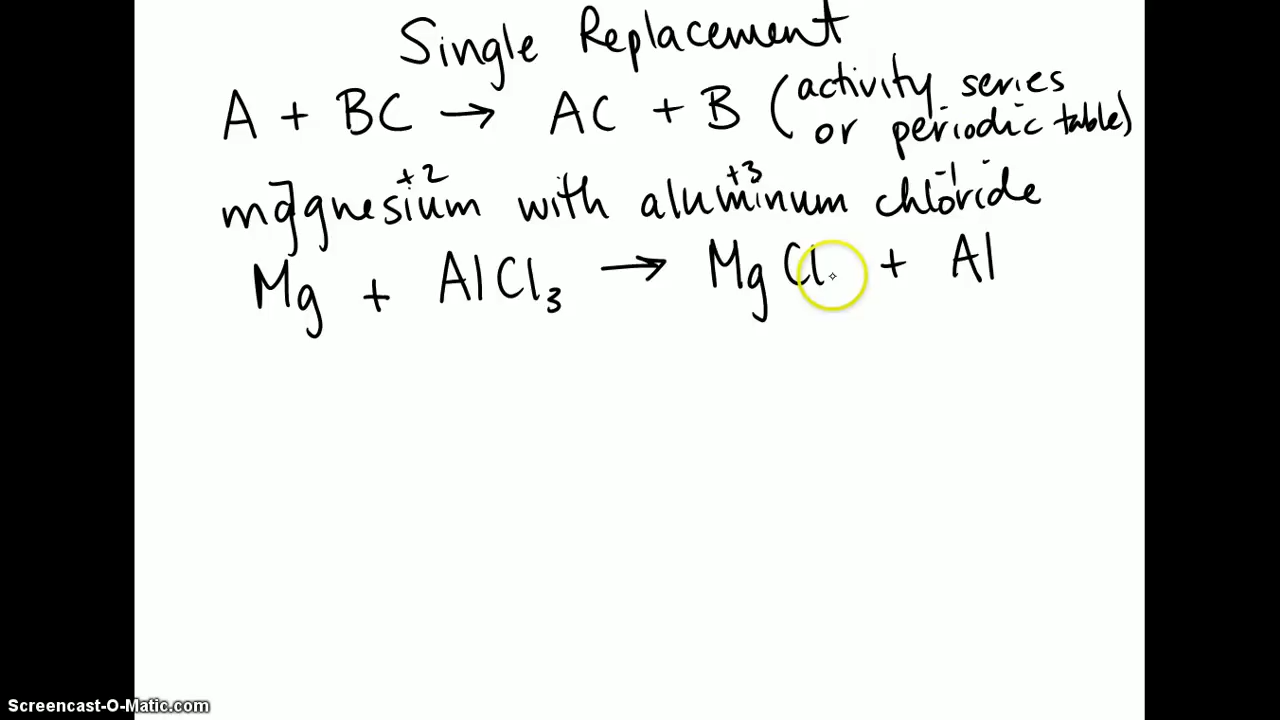 Single Replacement
A + BC → AC + B (activity series
or periodic table)
+2 +3 -1
magnesium with aluminum chloride
Mg + AlCl3 → MgCl + Al
Screencast-O-Matic.com